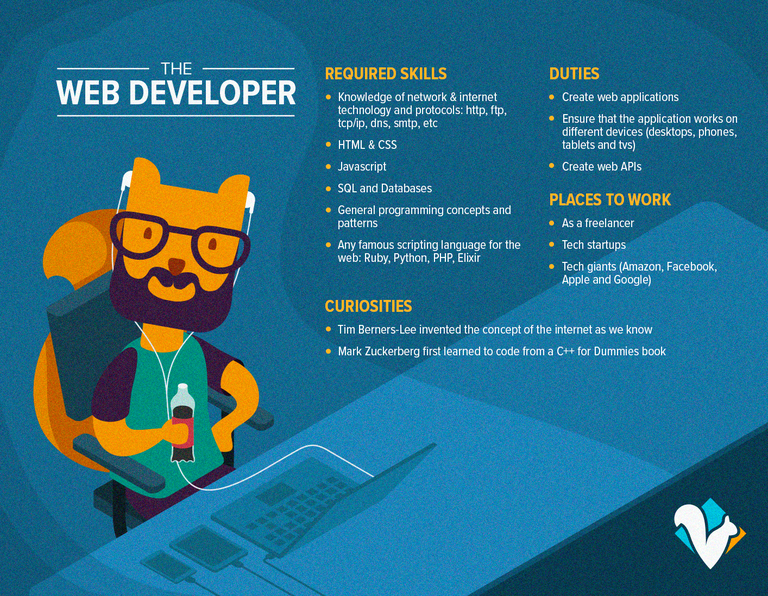 THE
WEB DEVELOPER
REQUIRED SKILLS
Knowledge of network & internet
technology and protocols: http, ftp,
tcp/ip, dns, smtp, etc
HTML & CSS
Javascript
SQL and Databases
General programming concepts and
patterns
Any famous scripting language for the
web: Ruby, Python, PHP, Elixir
DUTIES
Create web applications
Ensure that the application works on
different devices (desktops, phones,
tablets and tvs)
Create web APIs
PLACES TO WORK
As a freelancer
Tech startups
Tech giants (Amazon, Facebook,
Apple and Google)
CURIOSITIES
Tim Berners-Lee invented the concept of the internet as we know
Mark Zuckerberg first learned to code from a C++ for Dummies book